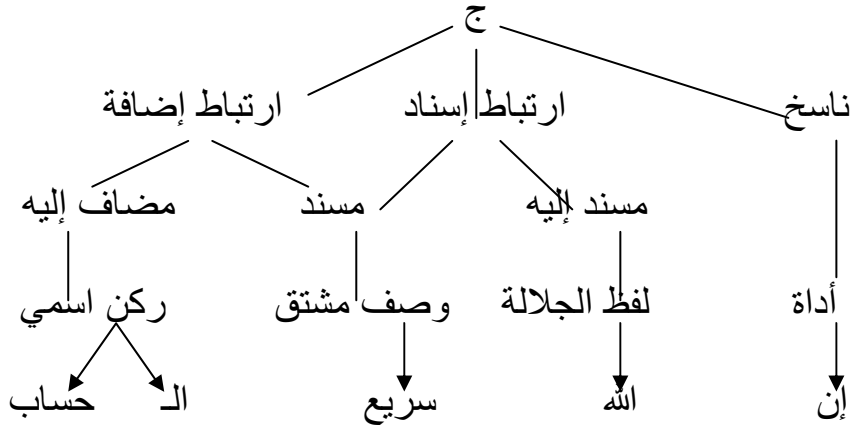 ج
ناسخ ارتباط إسناد ارتباط إضافة
مسند إليه مسند مضاف إليه
أداة لفظ الجلالة وصف مشتق ركن اسمي
إن الله سريع الـ حساب